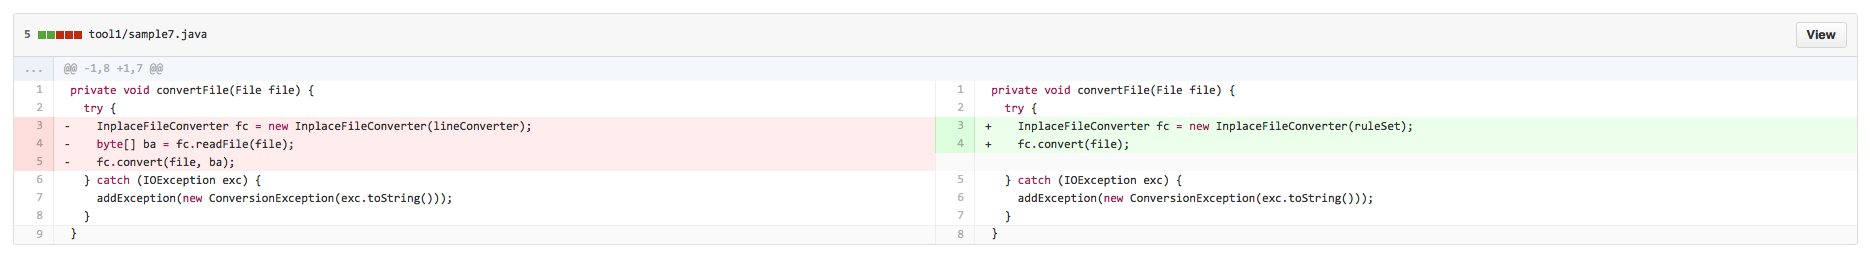 5 tool1/sample7.java View
... @@ -1,8 +1,7 @@
1 private void convertFile(File file) {
2 try {
3 - InplaceFileConverter fc = new InplaceFileConverter(lineConverter);
4 - byte[] ba = fc.readFile(file);
5 - fc.convert(file, ba);
6 } catch (IOException exc) {
7 addException(new ConversionException(exc.toString()));
8 }
9 }
1 private void convertFile(File file) {
2 try {
3 + InplaceFileConverter fc = new InplaceFileConverter(ruleSet);
4 + fc.convert(file);
5 } catch (IOException exc) {
6 addException(new ConversionException(exc.toString()));
7 }
8 }